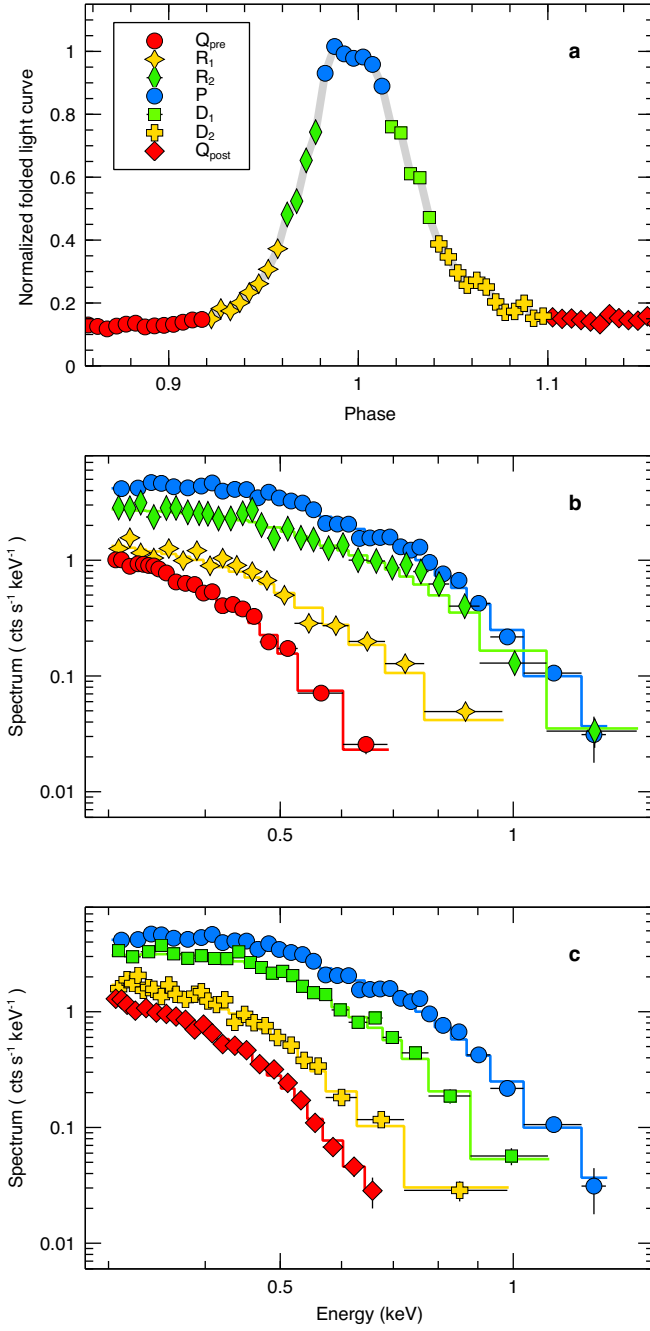 a
Q_pre
R_1
R_2
P
D_1
D_2
Q_post
Normalized folded light curve
1
0.8
0.6
0.4
0.2
0
0.9
1
1.1
Phase
b
Spectrum ( cts s^-1 keV^-1)
1
0.1
0.01
0.5
1
c
Spectrum ( cts s^-1 keV^-1)
1
0.1
0.01
0.5
1
Energy (keV)